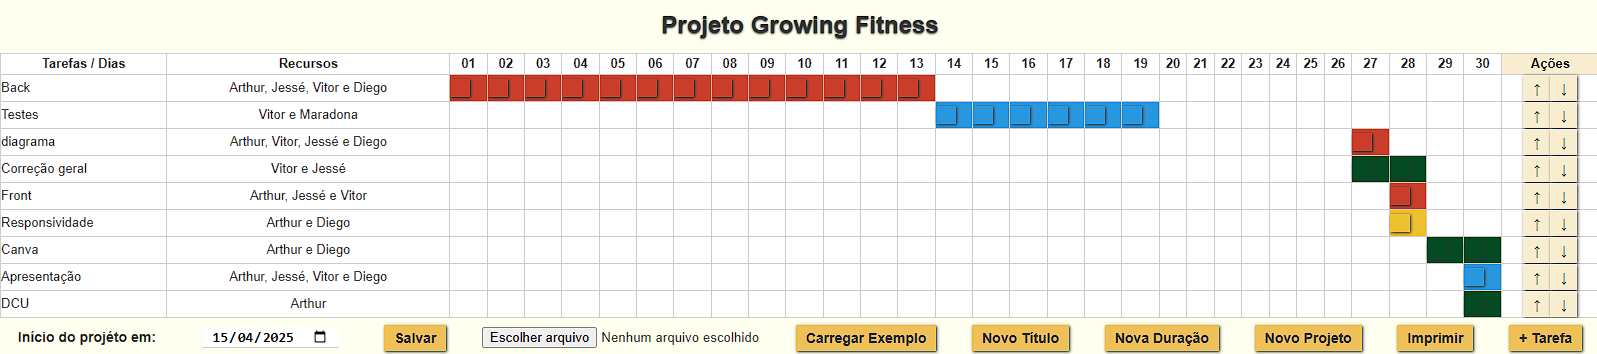 Projeto Growing Fitness
Tarefas / Dias Recursos 01 02 03 04 05 06 07 08 09 10 11 12 13 14 15 16 17 18 19 20 21 22 23 24 25 26 27 28 29 30 Ações
Back Arthur, Jessé, Vitor e Diego ↑ ↓
Testes Vitor e Maradona ↑ ↓
diagrama Arthur, Vitor, Jessé e Diego ↑ ↓
Correção geral Vitor e Jessé ↑ ↓
Front Arthur, Jessé e Vitor ↑ ↓
Responsividade Arthur e Diego ↑ ↓
Canva Arthur e Diego ↑ ↓
Apresentação Arthur, Jessé, Vitor e Diego ↑ ↓
DCU Arthur ↑ ↓
Início do projéto em: 15/04/2025 Salvar Escolher arquivo Nenhum arquivo escolhido Carregar Exemplo Novo Título Nova Duração Novo Projeto Imprimir + Tarefa